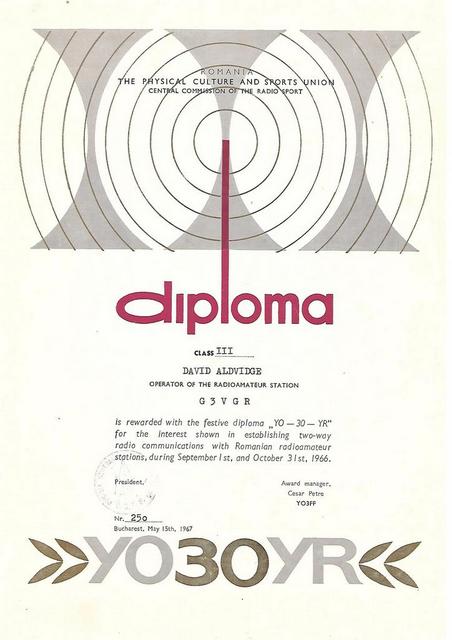 ROMANIA
THE PHYSICAL CULTURE AND SPORTS UNION
CENTRAL COMMISSION OF THE RADIO SPORT
diploma
CLASS III
DAVID ALDVIDGE
OPERATOR OF THE RADIOAMATEUR STATION
G 3 V G R
is rewarded with the festive diploma „YO — 30 — YR"
for the interest shown in establishing two-way
radio communications with Romanian radioamateur
stations, during September 1st, and October 31st, 1966.
President,
Award manager,
Cesar Petre
YO3FF
Nr. 250
Bucharest, May 15th, 1967
YO30YR